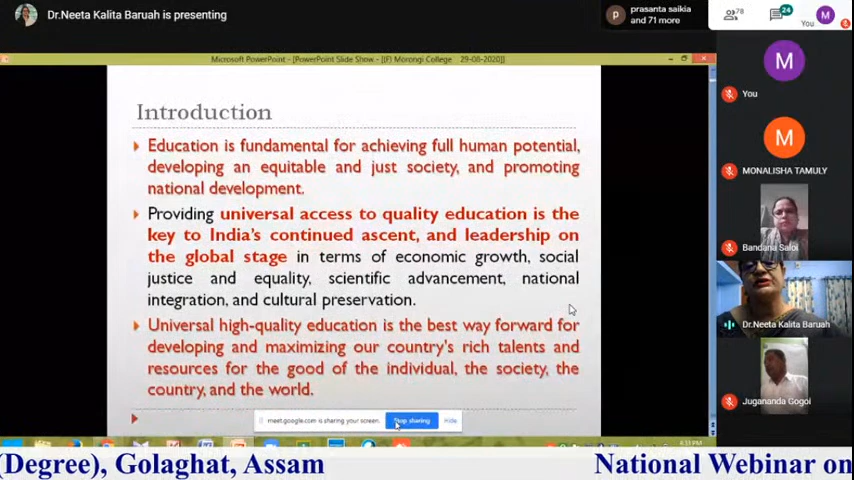 Dr.Neeta Kalita Baruah is presenting
prasanta saikia
and 71 more
78
24
You
Microsoft PowerPoint - [PowerPoint Slide Show - [(F) Morongi College 29-08-2020]]
Introduction
Education is fundamental for achieving full human potential,
developing an equitable and just society, and promoting
national development.
Providing universal access to quality education is the
key to India's continued ascent, and leadership on
the global stage in terms of economic growth, social
justice and equality, scientific advancement, national
integration, and cultural preservation.
Universal high-quality education is the best way forward for
developing and maximizing our country's rich talents and
resources for the good of the individual, the society, the
country, and the world.
meet.google.com is sharing your screen.
Stop sharing
Hide
P
M
M
You
M
MONALISHA TAMULY
Bandana Saloi
Dr.Neeta Kalita Baruah
Jugananda Gogoi
4:33 PM
(Degree), Golaghat, Assam
National Webinar on